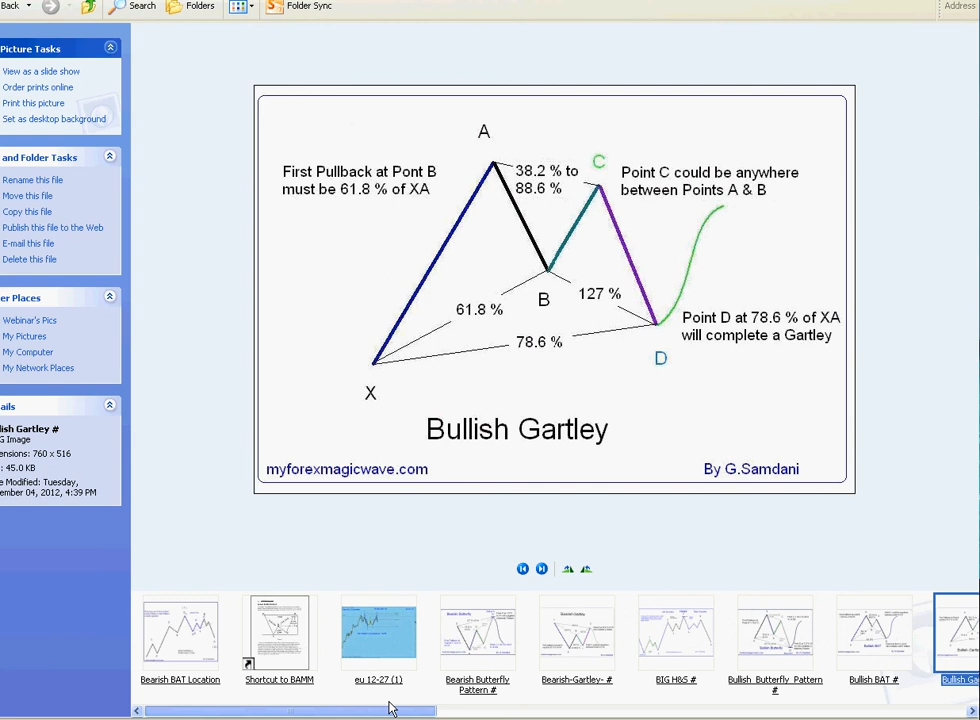 Back
Search
Folders
Folder Sync
Address
Picture Tasks
View as a slide show
Order prints online
Print this picture
Set as desktop background
and Folder Tasks
Rename this file
Move this file
Copy this file
Publish this file to the Web
E-mail this file
Delete this file
er Places
Webinar's Pics
My Pictures
My Computer
My Network Places
ails
lish Gartley #
G Image
ensions: 760 x 516
: 45.0 KB
e Modified: Tuesday,
ember 04, 2012, 4:39 PM
A
First Pullback at Pont B
must be 61.8 % of XA
38.2 % to
88.6 %
C
Point C could be anywhere
between Points A & B
61.8 %
B
127 %
78.6 %
Point D at 78.6 % of XA
will complete a Gartley
D
X
Bullish Gartley
myforexmagicwave.com
By G.Samdani
Bearish BAT Location
Shortcut to BAMM
eu 12-27 (1)
Bearish Butterfly
Pattern #
Bearish-Gartley- #
BIG H&S #
Bullish Butterfly Pattern
#
Bullish BAT #
Bullish Ga